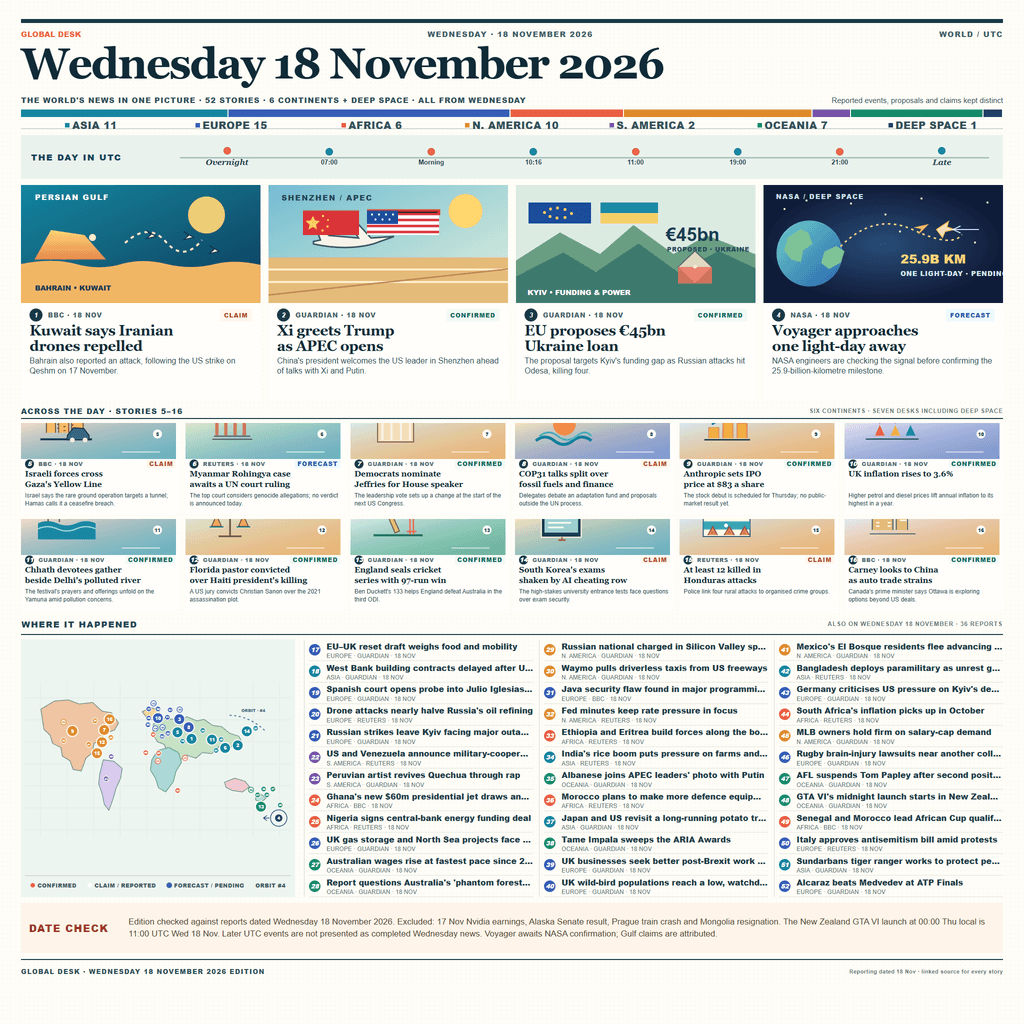 GLOBAL DESK
WEDNESDAY · 18 NOVEMBER 2026
WORLD / UTC
Wednesday 18 November 2026
THE WORLD'S NEWS IN ONE PICTURE · 52 STORIES · 6 CONTINENTS + DEEP SPACE · ALL FROM WEDNESDAY
Reported events, proposals and claims kept distinct
ASIA 11
EUROPE 15
AFRICA 6
N. AMERICA 10
S. AMERICA 2
OCEANIA 7
DEEP SPACE 1
THE DAY IN UTC
Overnight
07:00
Morning
10:16
11:00
19:00
21:00
Late
PERSIAN GULF
BAHRAIN • KUWAIT
SHENZHEN / APEC
€45bn
PROPOSED · UKRAINE
KYIV • FUNDING & POWER
NASA / DEEP SPACE
25.9B KM
ONE LIGHT-DAY · PENDIN
1 BBC · 18 NOV CLAIM
Kuwait says Iranian
drones repelled
Bahrain also reported an attack, following the US strike on
Qeshm on 17 November.
2 GUARDIAN · 18 NOV CONFIRMED
Xi greets Trump
as APEC opens
China's president welcomes the US leader in Shenzhen ahead
of talks with Xi and Putin.
3 GUARDIAN · 18 NOV CONFIRMED
EU proposes €45bn
Ukraine loan
The proposal targets Kyiv's funding gap as Russian attacks hit
Odesa, killing four.
4 NASA · 18 NOV FORECAST
Voyager approaches
one light-day away
NASA engineers are checking the signal before confirming the
25.9-billion-kilometre milestone.
ACROSS THE DAY · STORIES 5–16
SIX CONTINENTS · SEVEN DESKS INCLUDING DEEP SPACE
5
BBC · 18 NOV CLAIM
Israeli forces cross
Gaza's Yellow Line
Israel says the rare ground operation targets a tunnel,
Hamas calls it a ceasefire breach.
6
REUTERS · 18 NOV FORECAST
Myanmar Rohingya case
awaits a UN court ruling
The top court considers genocide allegations; no verdict
is announced today.
7
GUARDIAN · 18 NOV CONFIRMED
Democrats nominate
Jeffries for House speaker
The leadership vote sets up a change at the start of the
next US Congress.
8
GUARDIAN · 18 NOV CLAIM
COP31 talks split over
fossil fuels and finance
Delegates debate an adaptation fund and proposals
outside the UN process.
9
GUARDIAN · 18 NOV CONFIRMED
Anthropic sets IPO
price at $83 a share
The stock debut is scheduled for Thursday; no public-
market result yet.
10
GUARDIAN · 18 NOV CONFIRMED
UK inflation rises to 3.6%
Higher petrol and diesel prices lift annual inflation to its
highest in a year.
11
GUARDIAN · 18 NOV CONFIRMED
Chhath devotees gather
beside Delhi's polluted river
The festival's prayers and offerings unfold on the
Yamuna amid pollution concerns.
12
GUARDIAN · 18 NOV CONFIRMED
Florida pastor convicted
over Haiti president's killing
A US jury convicts Christian Sanon over the 2021
assassination plot.
13
GUARDIAN · 18 NOV CONFIRMED
England seals cricket
series with 97-run win
Ben Duckett's 133 helps England defeat Australia in the
third ODI.
14
GUARDIAN · 18 NOV CLAIM
South Korea's exams
shaken by AI cheating row
The high-stakes university entrance tests face questions
over exam security.
15
REUTERS · 18 NOV CLAIM
At least 12 killed in
Honduras attacks
Police link four rural attacks to organised crime groups.
16
BBC · 18 NOV CONFIRMED
Carney looks to China
as auto trade strains
Canada's prime minister says Ottawa is exploring
options beyond US deals.
WHERE IT HAPPENED
ALSO ON WEDNESDAY 18 NOVEMBER · 36 REPORTS
ORBIT · #4
CONFIRMED
CLAIM / REPORTED
FORECAST / PENDING
ORBIT #4
17 EU–UK reset draft weighs food and mobility
EUROPE · GUARDIAN · 18 NOV
18 West Bank building contracts delayed after U...
ASIA · GUARDIAN · 18 NOV
19 Spanish court opens probe into Julio Iglesias...
EUROPE · GUARDIAN · 18 NOV
20 Drone attacks nearly halve Russia's oil refining
EUROPE · REUTERS · 18 NOV
21 Russian strikes leave Kyiv facing major outa...
EUROPE · GUARDIAN · 18 NOV
22 US and Venezuela announce military-cooper...
S. AMERICA · REUTERS · 18 NOV
23 Peruvian artist revives Quechua through rap
S. AMERICA · GUARDIAN · 18 NOV
24 Ghana's new $60m presidential jet draws an...
AFRICA · BBC · 18 NOV
25 Nigeria signs central-bank energy funding deal
AFRICA · REUTERS · 18 NOV
26 UK gas storage and North Sea projects face ...
EUROPE · GUARDIAN · 18 NOV
27 Australian wages rise at fastest pace since 2...
OCEANIA · GUARDIAN · 18 NOV
28 Report questions Australia's 'phantom forest...
OCEANIA · GUARDIAN · 18 NOV
29 Russian national charged in Silicon Valley sp...
N. AMERICA · GUARDIAN · 18 NOV
30 Waymo pulls driverless taxis from US freeways
N. AMERICA · GUARDIAN · 18 NOV
31 Java security flaw found in major programmi...
EUROPE · BBC · 18 NOV
32 Fed minutes keep rate pressure in focus
N. AMERICA · REUTERS · 18 NOV
33 Ethiopia and Eritrea build forces along the bo...
AFRICA · REUTERS · 18 NOV
34 India's rice boom puts pressure on farms and...
ASIA · REUTERS · 18 NOV
35 Albanese joins APEC leaders' photo with Putin
OCEANIA · GUARDIAN · 18 NOV
36 Morocco plans to make more defence equip...
AFRICA · REUTERS · 18 NOV
37 Japan and US revisit a long-running potato tr...
ASIA · REUTERS · 18 NOV
38 Tame Impala sweeps the ARIA Awards
OCEANIA · GUARDIAN · 18 NOV
39 UK businesses seek better post-Brexit work ...
EUROPE · GUARDIAN · 18 NOV
40 UK wild-bird populations reach a low, watchd...
EUROPE · GUARDIAN · 18 NOV
41 Mexico's El Bosque residents flee advancing ...
N. AMERICA · GUARDIAN · 18 NOV
42 Bangladesh deploys paramilitary as unrest g...
ASIA · REUTERS · 18 NOV
43 Germany criticises US pressure on Kyiv's de...
EUROPE · GUARDIAN · 18 NOV
44 South Africa's inflation picks up in October
AFRICA · REUTERS · 18 NOV
45 MLB owners hold firm on salary-cap demand
N. AMERICA · GUARDIAN · 18 NOV
46 Rugby brain-injury lawsuits near another coll...
EUROPE · GUARDIAN · 18 NOV
47 AFL suspends Tom Papley after second posit...
OCEANIA · GUARDIAN · 18 NOV
48 GTA VI's midnight launch starts in New Zeal...
OCEANIA · GUARDIAN · 18 NOV
49 Senegal and Morocco lead African Cup qualif...
AFRICA · BBC · 18 NOV
50 Italy approves antisemitism bill amid protests
EUROPE · REUTERS · 18 NOV
51 Sundarbans tiger ranger works to protect pe...
ASIA · GUARDIAN · 18 NOV
52 Alcaraz beats Medvedev at ATP Finals
EUROPE · GUARDIAN · 18 NOV
DATE CHECK
Edition checked against reports dated Wednesday 18 November 2026. Excluded: 17 Nov Nvidia earnings, Alaska Senate result, Prague train crash and Mongolia resignation. The New Zealand GTA VI launch at 00:00 Thu local is
11:00 UTC Wed 18 Nov. Later UTC events are not presented as completed Wednesday news. Voyager awaits NASA confirmation; Gulf claims are attributed.
GLOBAL DESK · WEDNESDAY 18 NOVEMBER 2026 EDITION
Reporting dated 18 Nov · linked source for every story